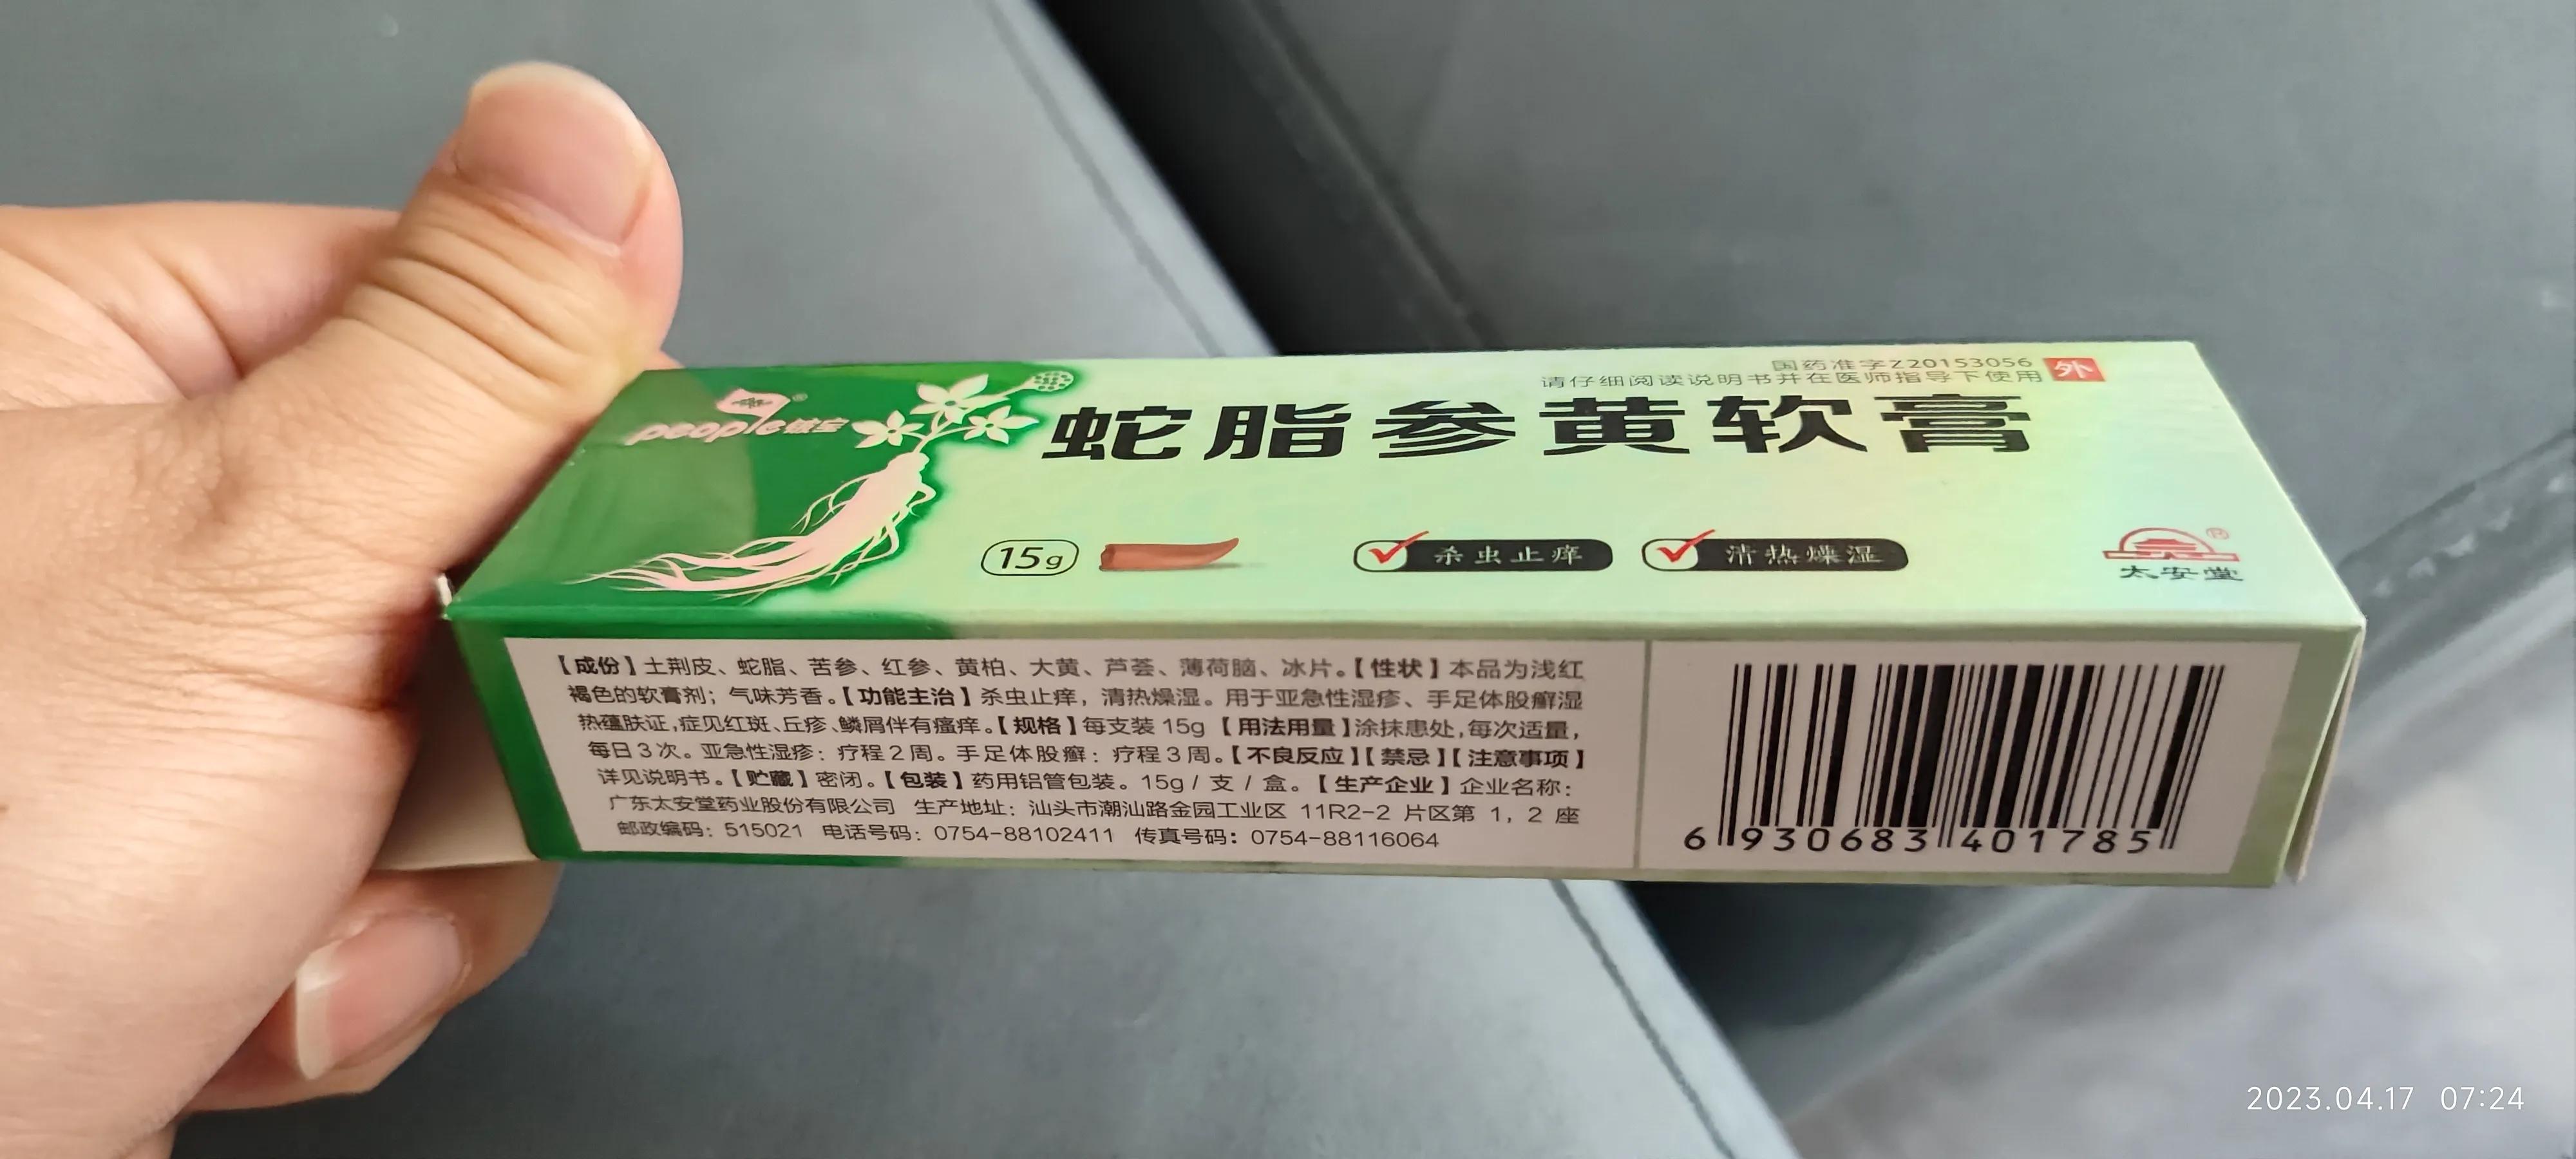 国药准字Z20153056
请仔细阅读说明书并在医师指导下使用
外
people
蛇脂参黄软膏
15g
杀虫止痒
清热燥湿
太安堂
【成份】土荆皮、蛇脂、苦参、红参、黄柏、大黄、芦荟、薄荷脑、冰片。【性状】本品为浅红
褐色的软膏剂；气味芳香。【功能主治】杀虫止痒，清热燥湿。用于亚急性湿疹、手足体股癣湿
热蕴肤证,症见红斑、丘疹、鳞屑伴有瘙痒。【规格】每支装 15g 【用法用量】涂抹患处,每次适量，
每日3次。亚急性湿疹：疗程2周。手足体股癣：疗程3周。【不良反应】【禁忌】【注意事项】
详见说明书。【贮藏】密闭。【包装】药用铝管包装。15g / 支 / 盒。【生产企业】企业名称：
广东太安堂药业股份有限公司 生产地址：汕头市潮汕路金园工业区 11R2-2 片区第 1，2 座
邮政编码：515021 电话号码：0754-88102411 传真号码：0754-88116064
6 930683 401785
2023.04.17 07:24